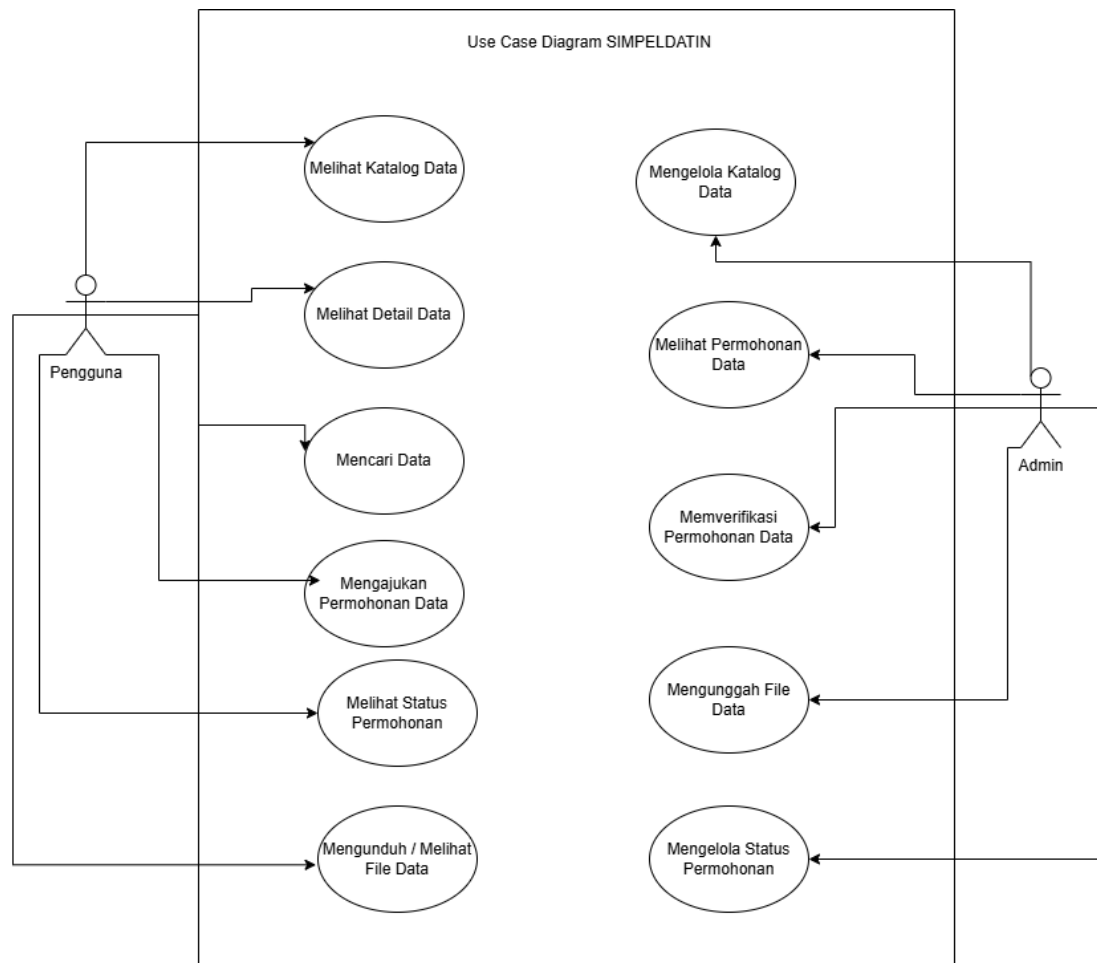 Use Case Diagram SIMPELDATIN
Melihat Katalog Data
Mengelola Katalog
Data
Melihat Detail Data
Pengguna
Melihat Permohonan
Data
Admin
Mencari Data
Memverifikasi
Permohonan Data
Mengajukan
Permohonan Data
Melihat Status
Permohonan
Mengunggah File
Data
Mengunduh / Melihat
File Data
Mengelola Status
Permohonan